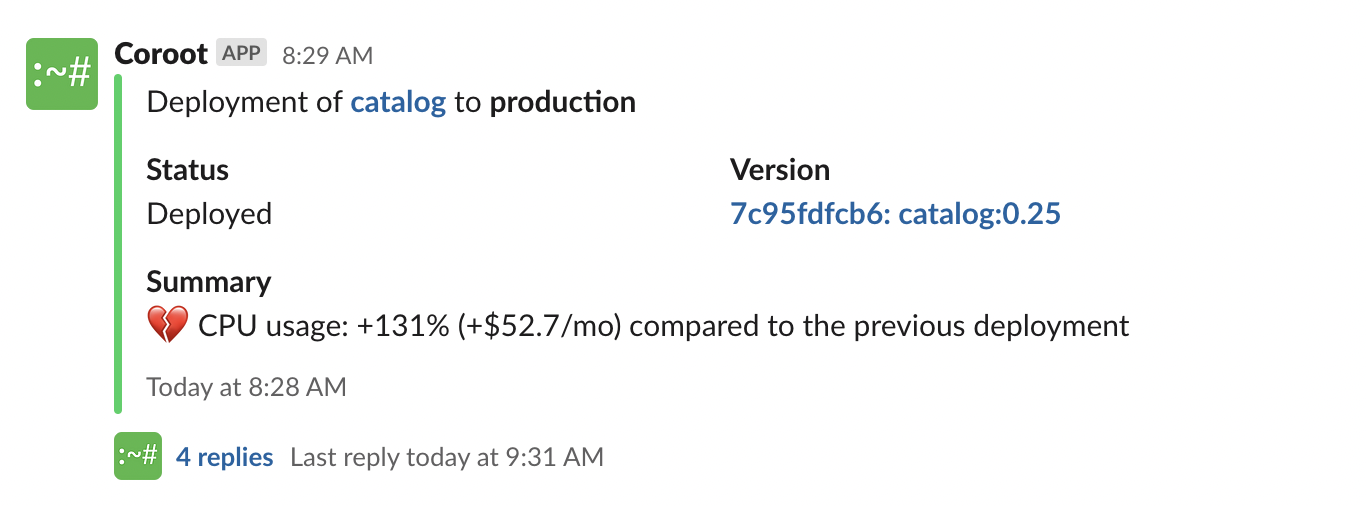 :~#
Coroot APP 8:29 AM
Deployment of catalog to production
Status
Deployed
Version
7c95fdfcb6: catalog:0.25
Summary
💔 CPU usage: +131% (+$52.7/mo) compared to the previous deployment
Today at 8:28 AM
:~# 4 replies Last reply today at 9:31 AM